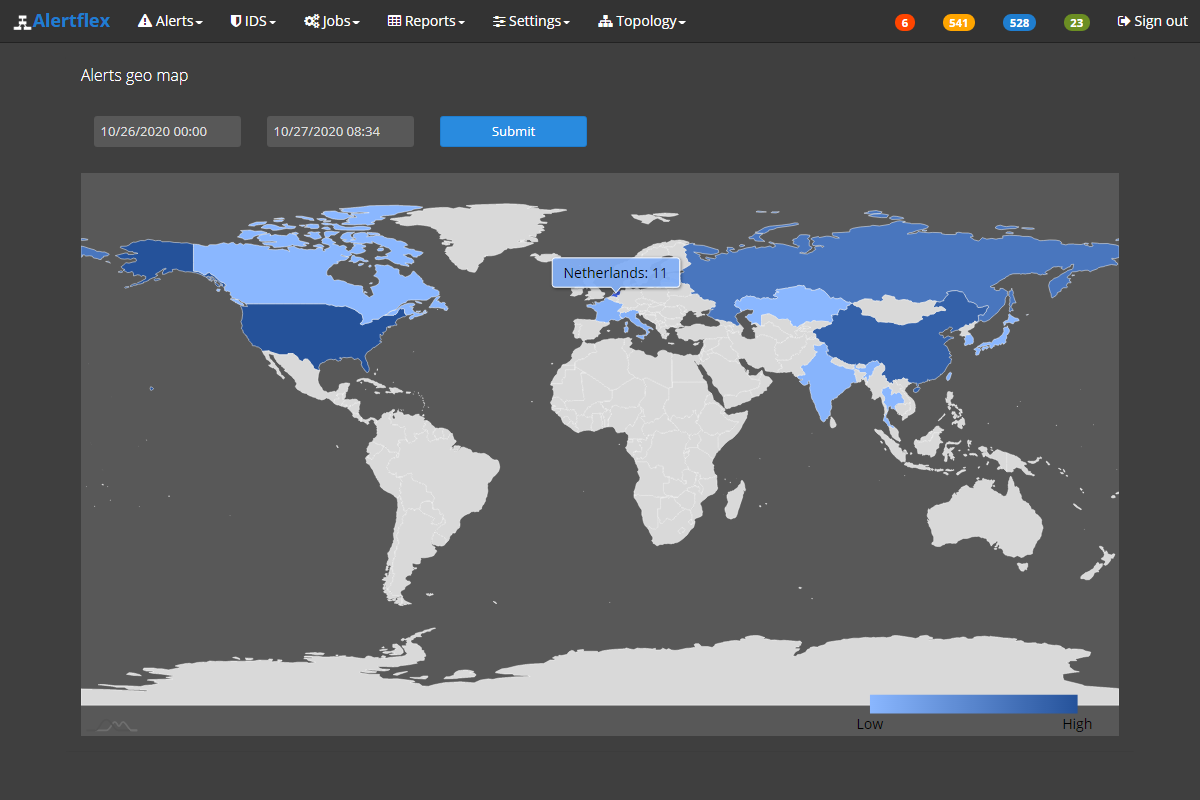 Alertflex Alerts IDS Jobs Reports Settings Topology 6 541 528 23 Sign out
Alerts geo map
10/26/2020 00:00 10/27/2020 08:34 Submit
Netherlands: 11
Low High